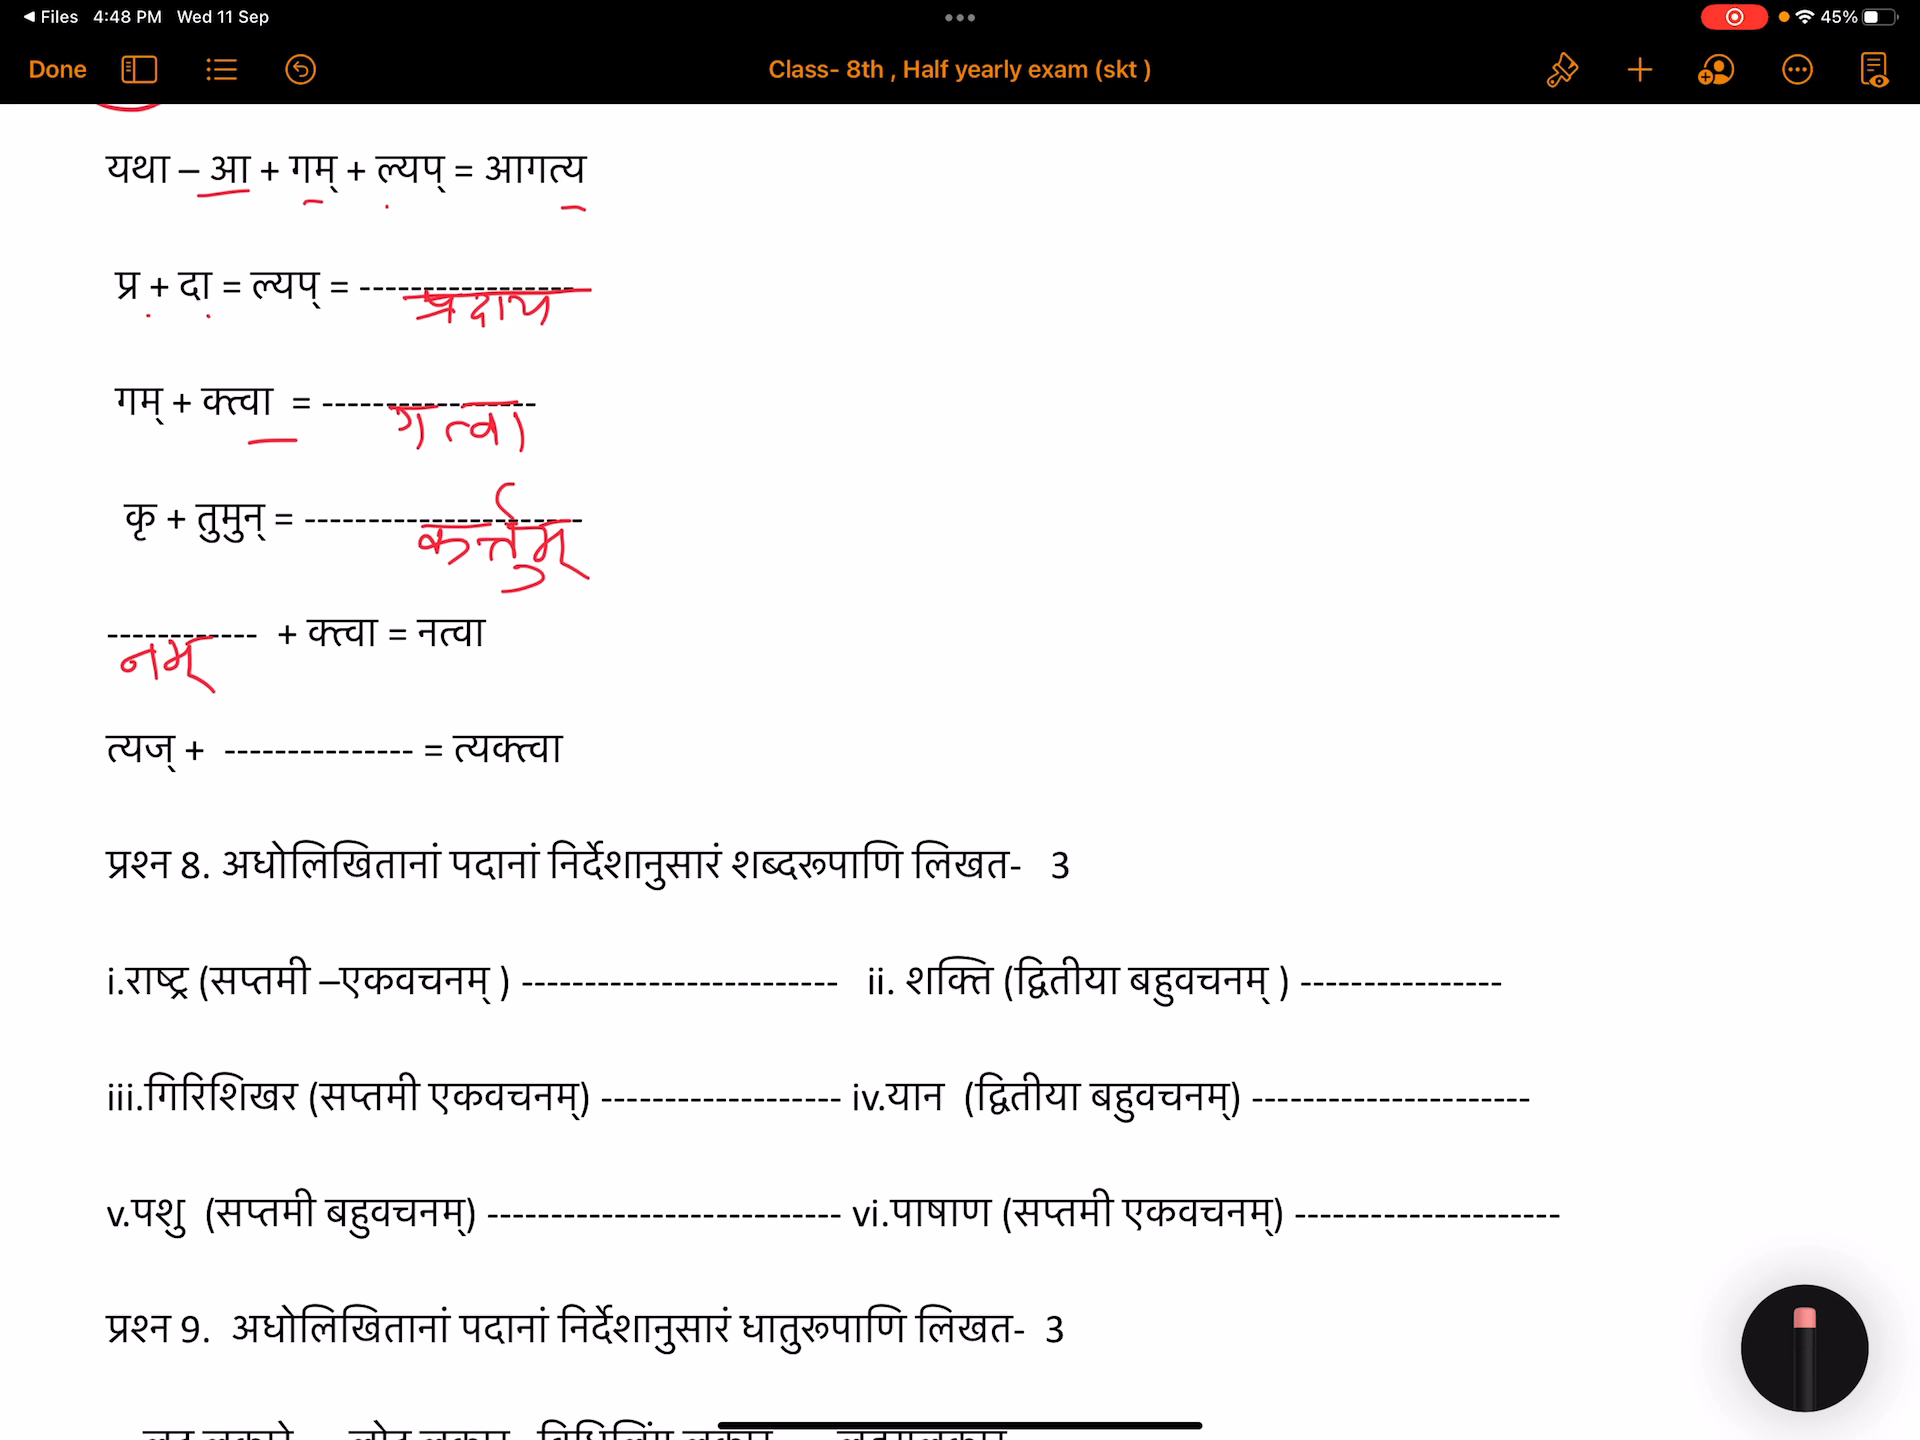 Files 4:48 PM Wed 11 Sep 45%
Done Class- 8th , Half yearly exam (skt )
यथा – आ + गम् + ल्यप् = आगत्य
प्र + दा = ल्यप् = -----------------
प्रदाय
गम् + क्त्वा = -----------------
गत्वा
कृ + तुमुन् = ----------------------
कर्त्तुम्
------------ + क्त्वा = नत्वा
नम्
त्यज् + --------------- = त्यक्त्वा
प्रश्न 8. अधोलिखितानां पदानां निर्देशानुसारं शब्दरूपाणि लिखत- 3
i.राष्ट्र (सप्तमी –एकवचनम् ) ------------------------- ii. शक्ति (द्वितीया बहुवचनम् ) ----------------
iii.गिरिशिखर (सप्तमी एकवचनम्) ------------------- iv.यान (द्वितीया बहुवचनम्) ----------------------
v.पशु (सप्तमी बहुवचनम्) ---------------------------- vi.पाषाण (सप्तमी एकवचनम्) ---------------------
प्रश्न 9. अधोलिखितानां पदानां निर्देशानुसारं धातुरूपाणि लिखत- 3